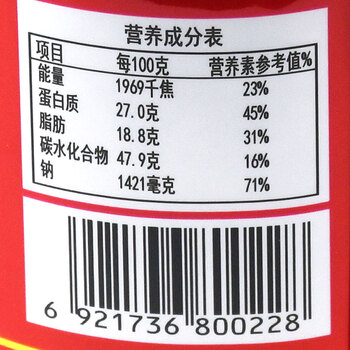 营养成分表
项目 每100克 营养素参考值%
能量 1969千焦 23%
蛋白质 27.0克 45%
脂肪 18.8克 31%
碳水化合物 47.9克 16%
钠 1421毫克 71%
6 921736 800228